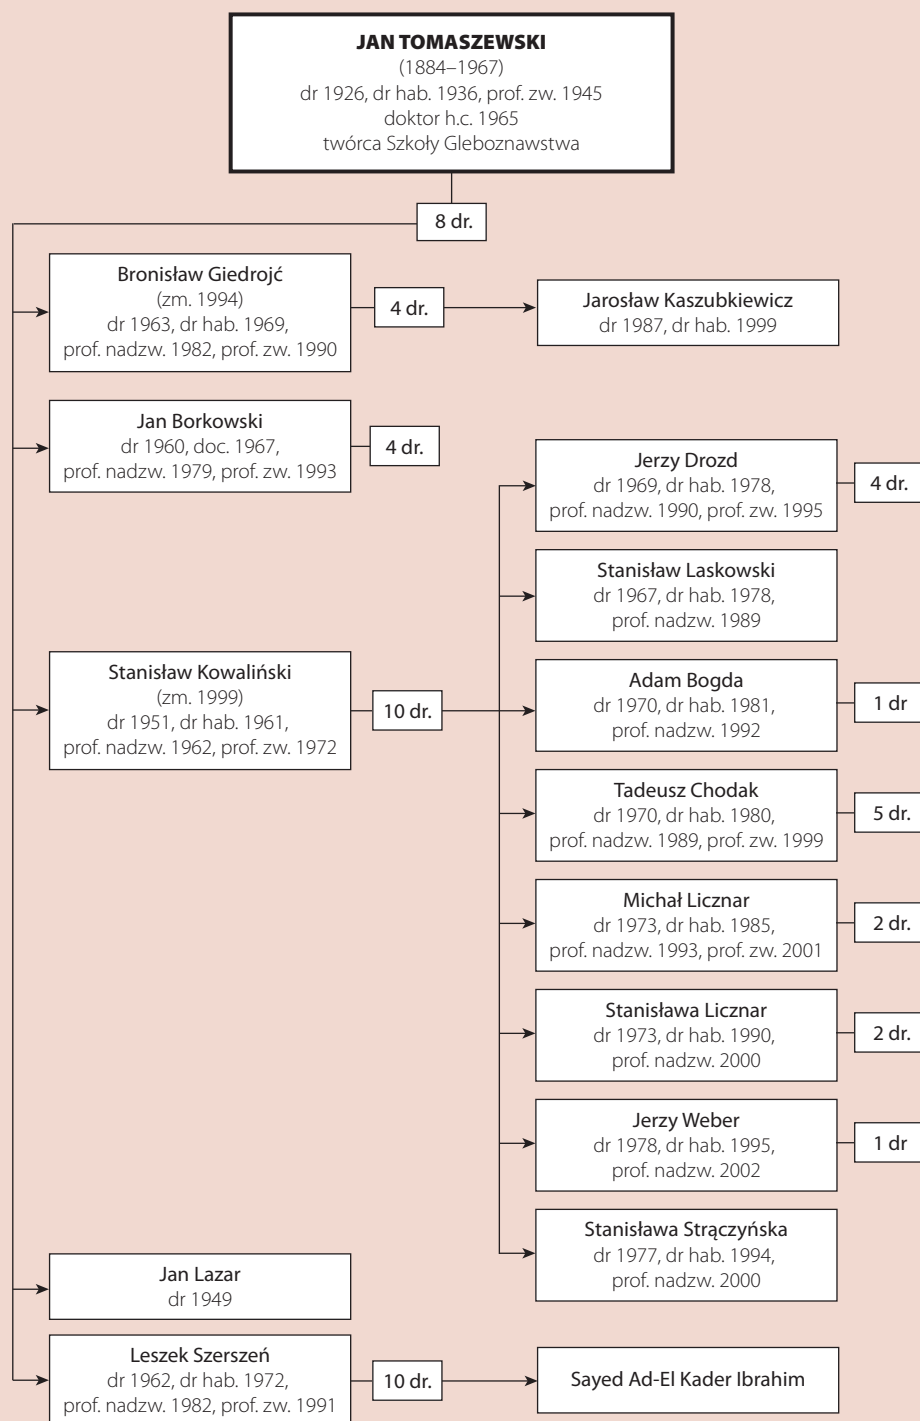 JAN TOMASZEWSKI
(1884–1967)
dr 1926, dr hab. 1936, prof. zw. 1945
doktor h.c. 1965
twórca Szkoły Gleboznawstwa
8 dr.
Bronisław Giedrojć
(zm. 1994)
dr 1963, dr hab. 1969,
prof. nadzw. 1982, prof. zw. 1990
4 dr.
Jarosław Kaszubkiewicz
dr 1987, dr hab. 1999
Jan Borkowski
dr 1960, doc. 1967,
prof. nadzw. 1979, prof. zw. 1993
4 dr.
Stanisław Kowaliński
(zm. 1999)
dr 1951, dr hab. 1961,
prof. nadzw. 1962, prof. zw. 1972
10 dr.
Jerzy Drozd
dr 1969, dr hab. 1978,
prof. nadzw. 1990, prof. zw. 1995
4 dr.
Stanisław Laskowski
dr 1967, dr hab. 1978,
prof. nadzw. 1989
Adam Bogda
dr 1970, dr hab. 1981,
prof. nadzw. 1992
1 dr
Tadeusz Chodak
dr 1970, dr hab. 1980,
prof. nadzw. 1989, prof. zw. 1999
5 dr.
Michał Licznar
dr 1973, dr hab. 1985,
prof. nadzw. 1993, prof. zw. 2001
2 dr.
Stanisława Licznar
dr 1973, dr hab. 1990,
prof. nadzw. 2000
2 dr.
Jerzy Weber
dr 1978, dr hab. 1995,
prof. nadzw. 2002
1 dr
Stanisława Strączyńska
dr 1977, dr hab. 1994,
prof. nadzw. 2000
Jan Lazar
dr 1949
Leszek Szerszeń
dr 1962, dr hab. 1972,
prof. nadzw. 1982, prof. zw. 1991
10 dr.
Sayed Ad-El Kader Ibrahim